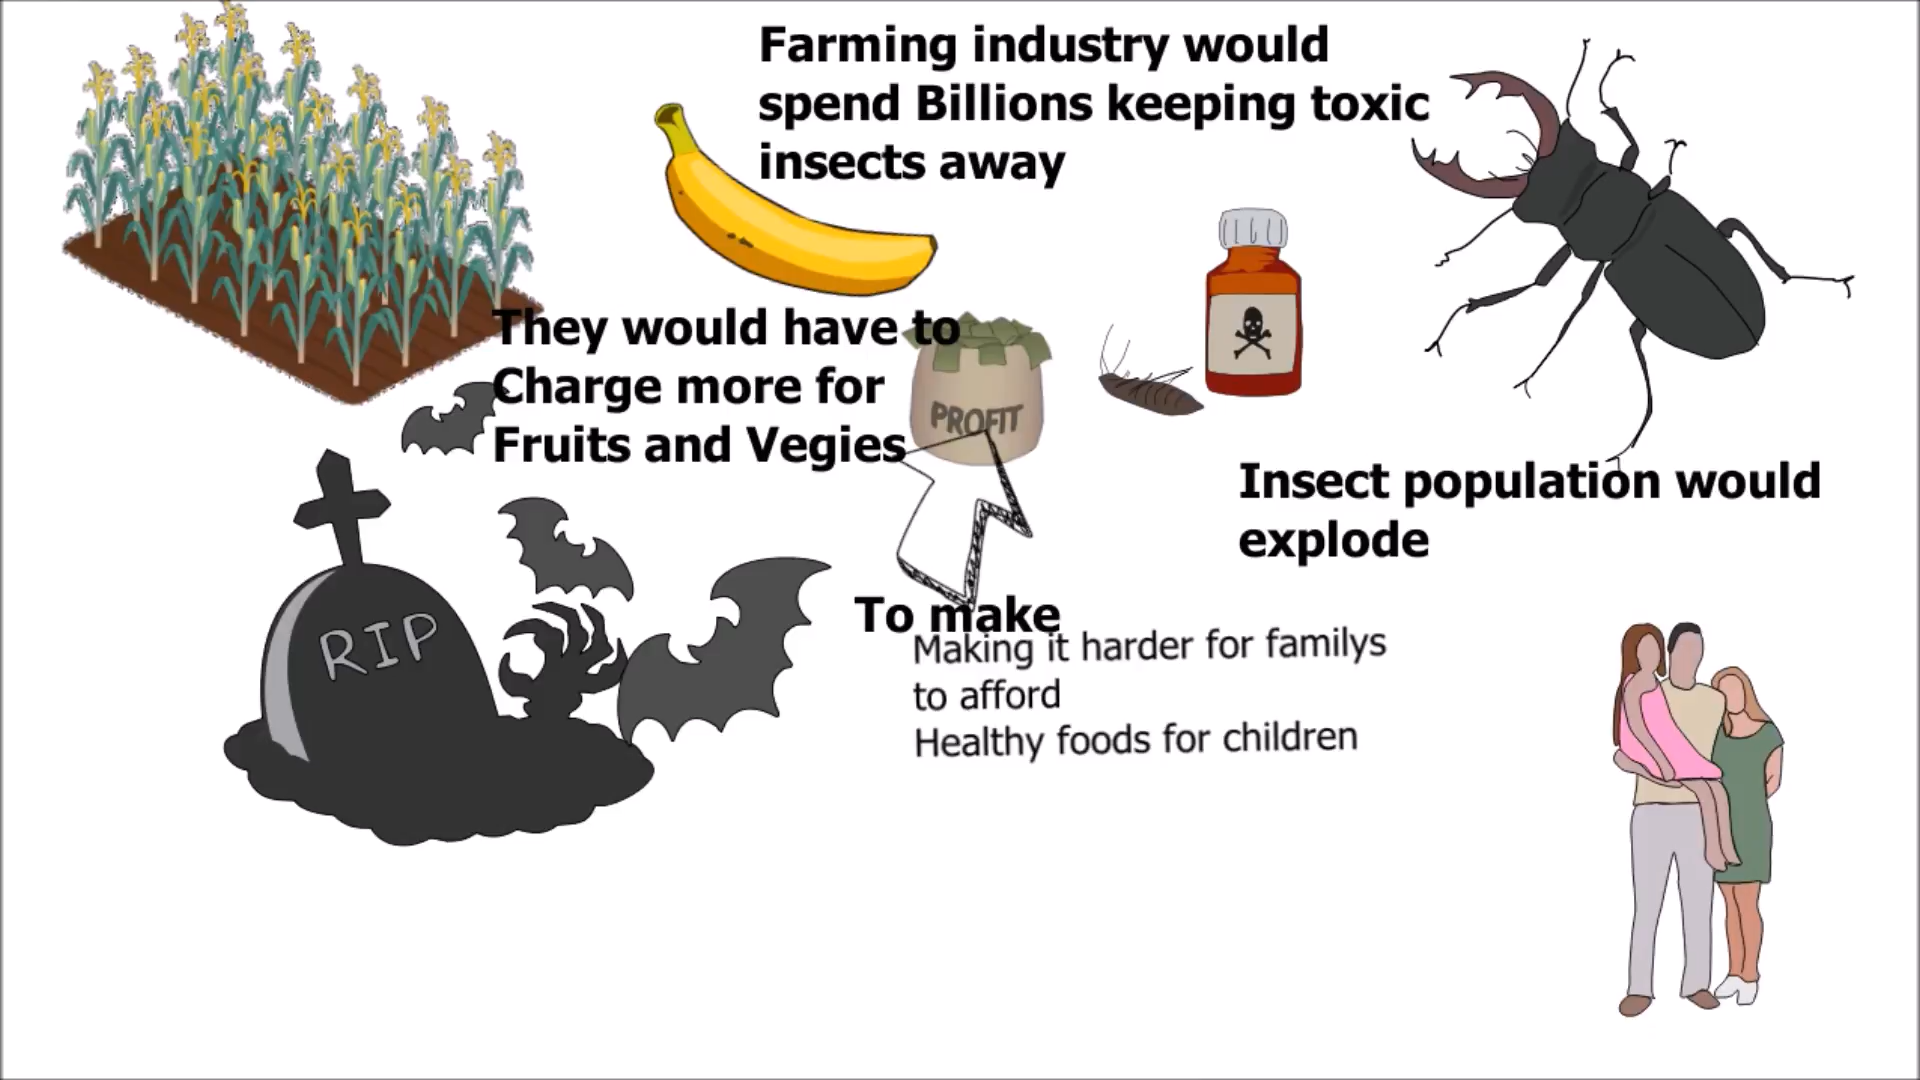 Farming industry would
spend Billions keeping toxic
insects away
They would have to
Charge more for
Fruits and Vegies
PROFIT
Insect population would
explode
RIP
To make
Making it harder for familys
to afford
Healthy foods for children